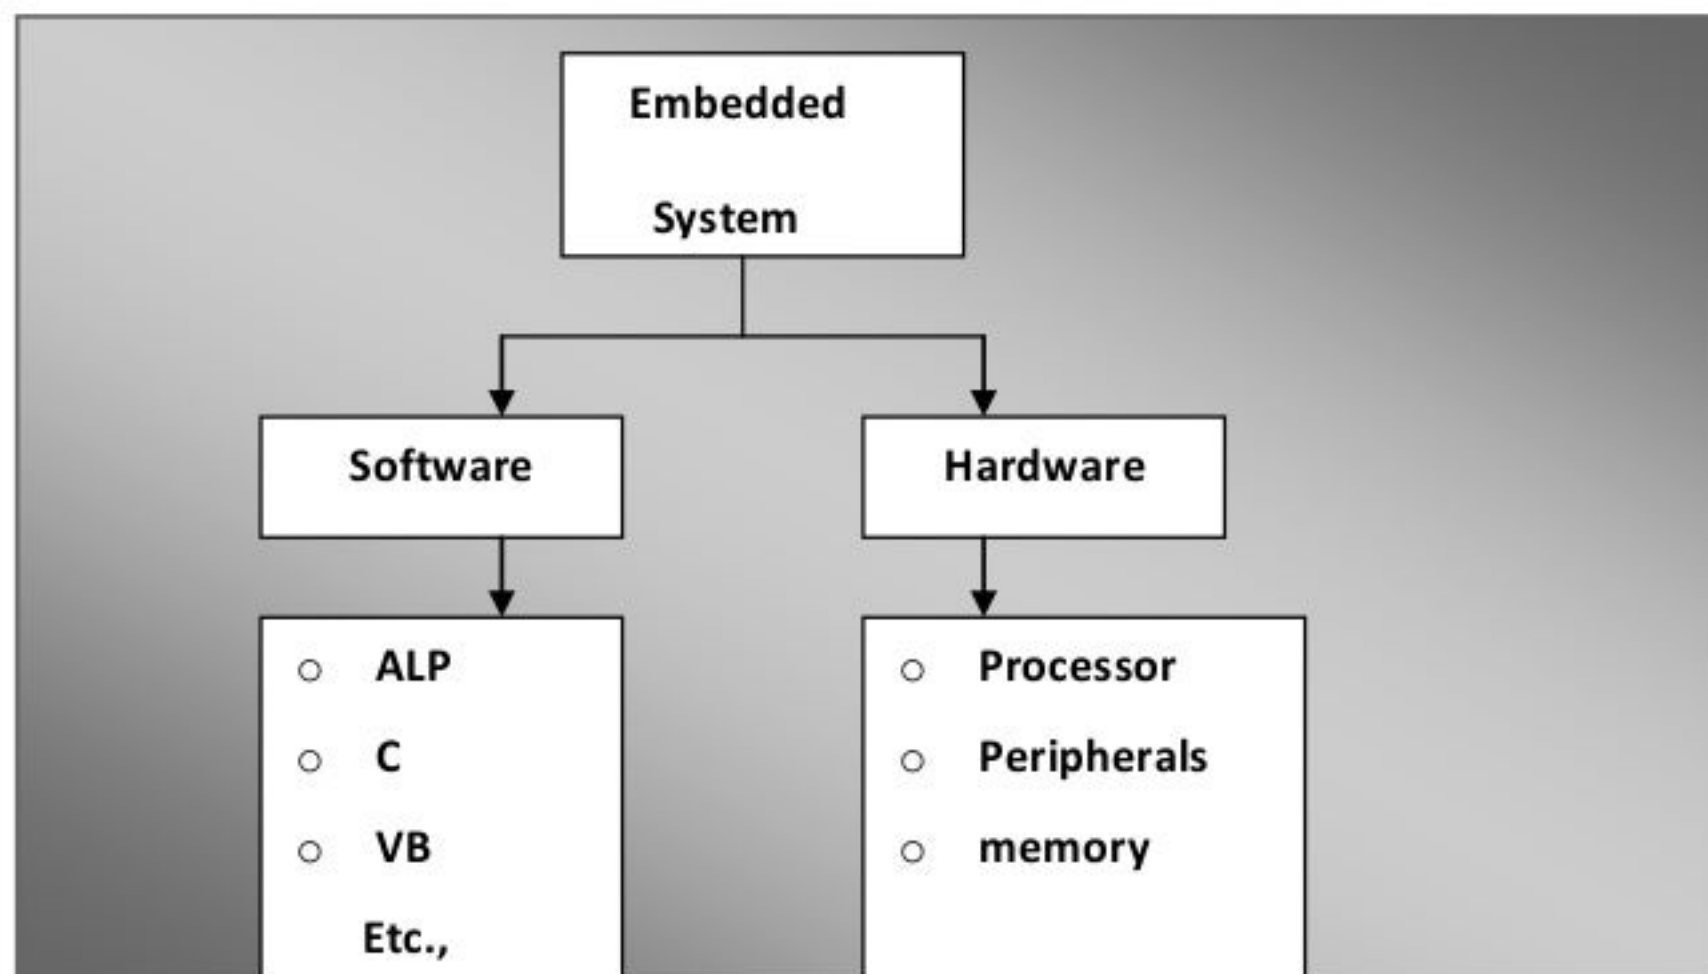 Embedded
System
Software
Hardware
ALP
C
VB
Etc.,
Processor
Peripherals
memory